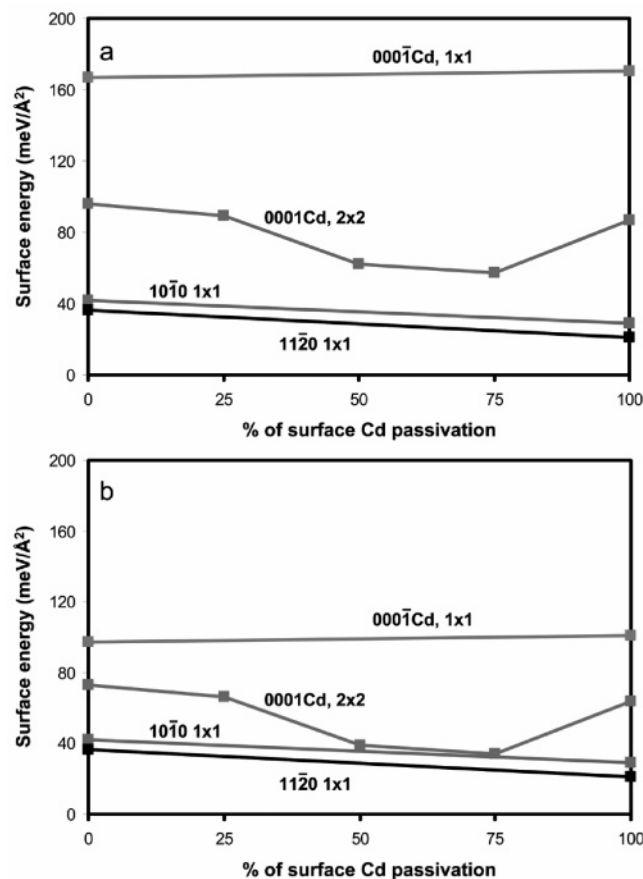 a
200
160
120
80
40
0
Surface energy (meV/Å²)
0001̄Cd, 1x1
0001Cd, 2x2
101̄0 1x1
112̄0 1x1
0 25 50 75 100
% of surface Cd passivation
b
200
160
120
80
40
0
Surface energy (meV/Å²)
0001̄Cd, 1x1
0001Cd, 2x2
101̄0 1x1
112̄0 1x1
0 25 50 75 100
% of surface Cd passivation